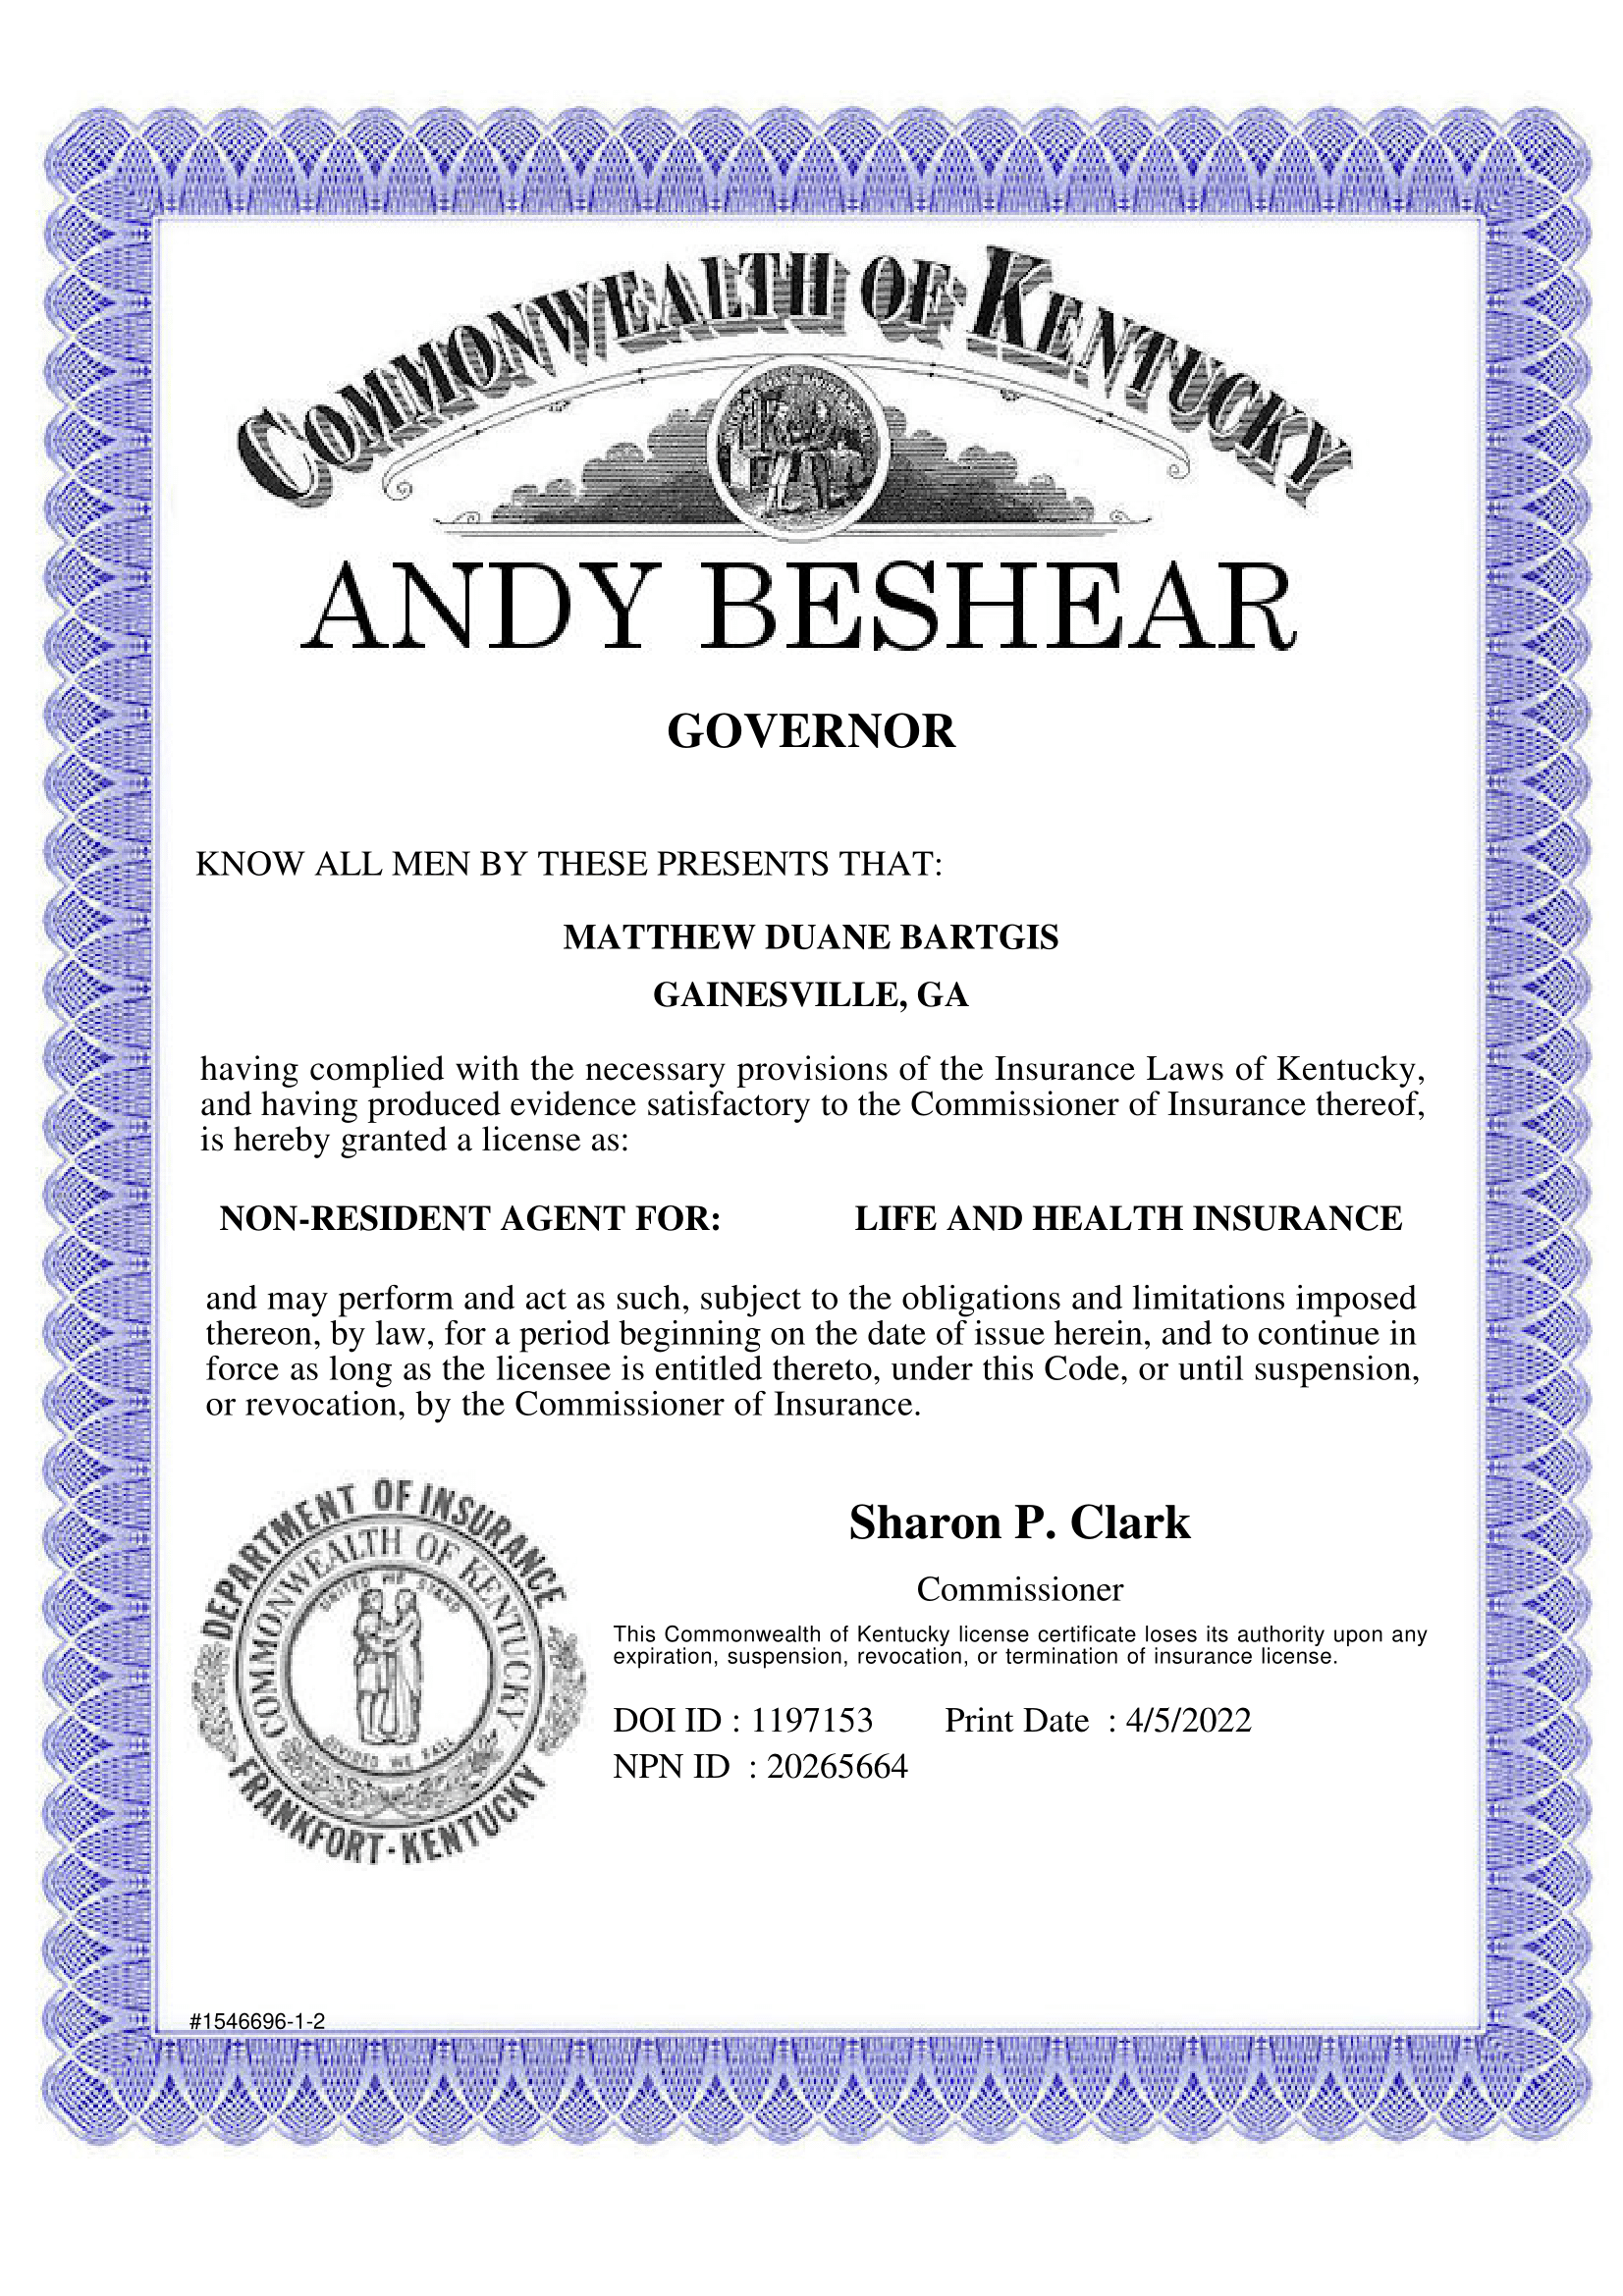 COMMONWEALTH OF KENTUCKY
ANDY BESHEAR
GOVERNOR
KNOW ALL MEN BY THESE PRESENTS THAT:
MATTHEW DUANE BARTGIS
GAINESVILLE, GA
having complied with the necessary provisions of the Insurance Laws of Kentucky,
and having produced evidence satisfactory to the Commissioner of Insurance thereof,
is hereby granted a license as:
NON-RESIDENT AGENT FOR: LIFE AND HEALTH INSURANCE
and may perform and act as such, subject to the obligations and limitations imposed
thereon, by law, for a period beginning on the date of issue herein, and to continue in
force as long as the licensee is entitled thereto, under this Code, or until suspension,
or revocation, by the Commissioner of Insurance.
DEPARTMENT OF INSURANCE
COMMONWEALTH OF KENTUCKY
UNITED WE STAND
DIVIDED WE FALL
FRANKFORT - KENTUCKY
Sharon P. Clark
Commissioner
This Commonwealth of Kentucky license certificate loses its authority upon any
expiration, suspension, revocation, or termination of insurance license.
DOI ID : 1197153 Print Date : 4/5/2022
NPN ID : 20265664
#1546696-1-2